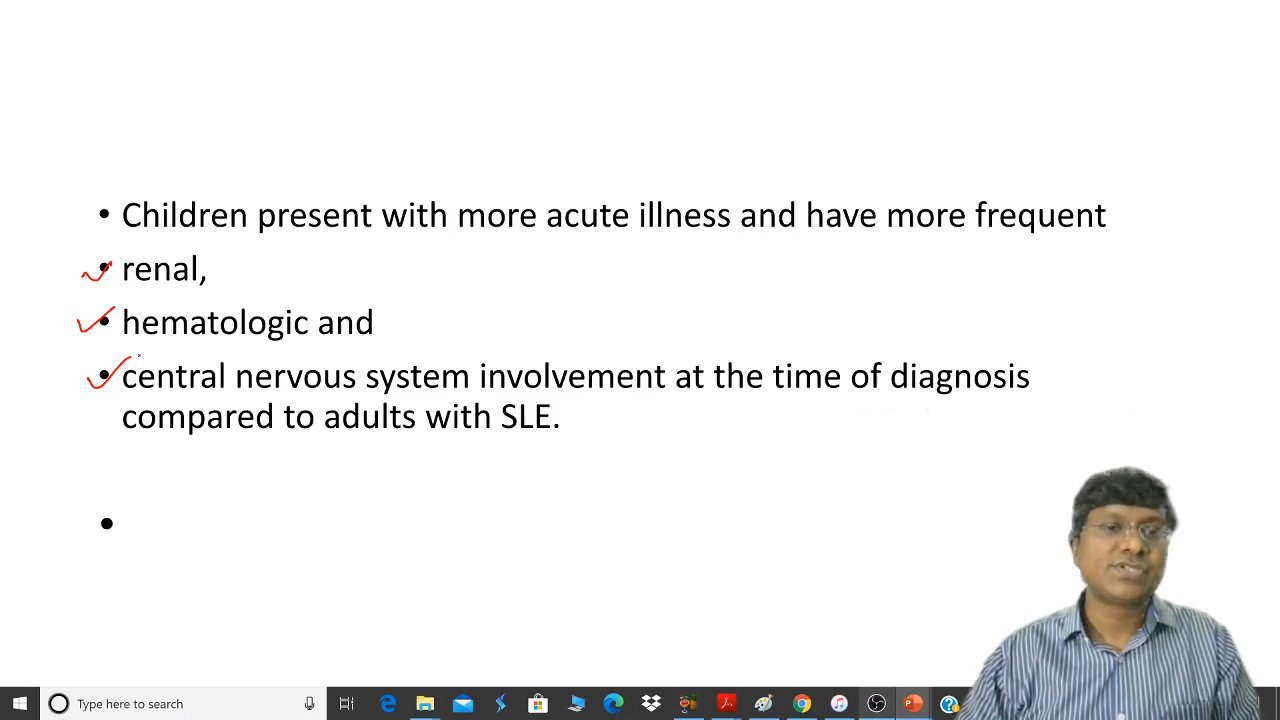 • Children present with more acute illness and have more frequent
• renal,
• hematologic and
• central nervous system involvement at the time of diagnosis
compared to adults with SLE.
•
Type here to search